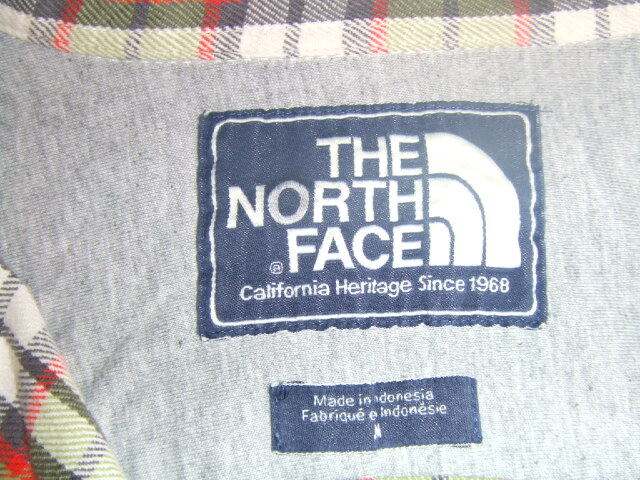 THE
NORTH
® FACE
California Heritage Since 1968
Made in Indonesia
Fabriqué e Indonésie
M